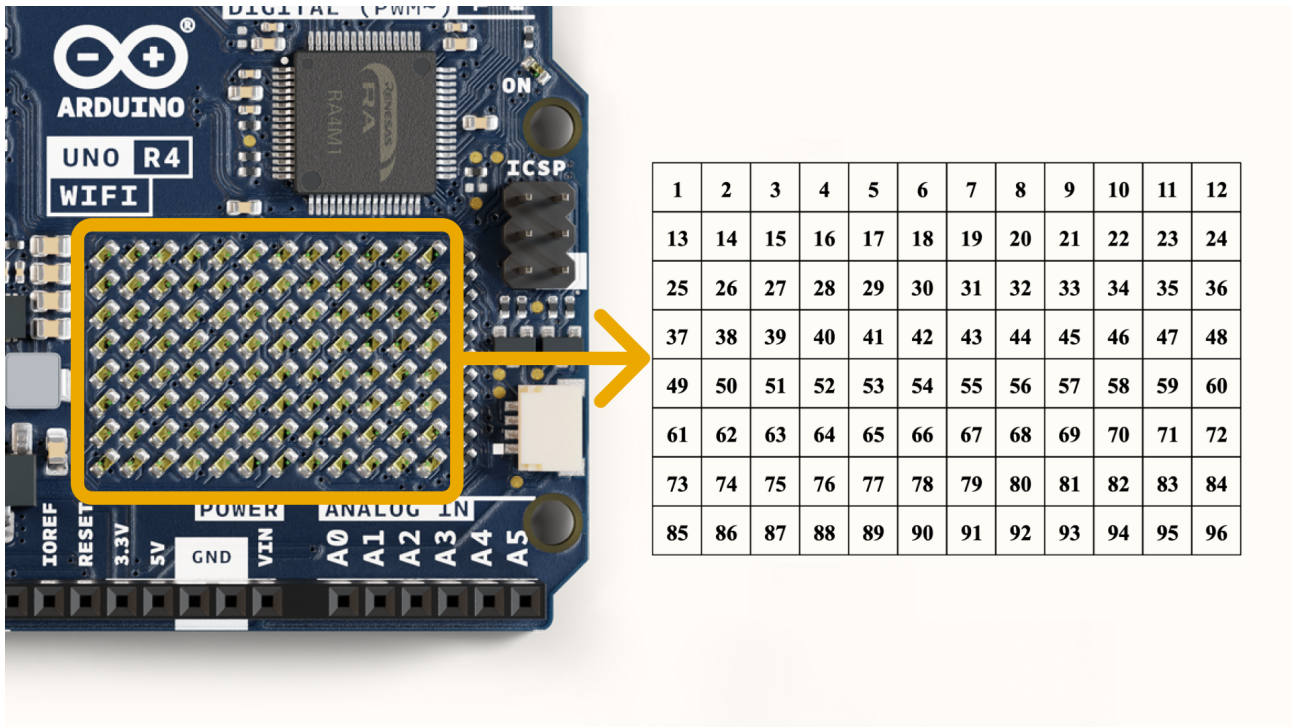 DIGITAL (PWM~)
®
ARDUINO
UNO R4
WIFI
RENESAS
RA
RA4M1
ON
ICSP
1 2 3 4 5 6 7 8 9 10 11 12
13 14 15 16 17 18 19 20 21 22 23 24
25 26 27 28 29 30 31 32 33 34 35 36
37 38 39 40 41 42 43 44 45 46 47 48
49 50 51 52 53 54 55 56 57 58 59 60
61 62 63 64 65 66 67 68 69 70 71 72
73 74 75 76 77 78 79 80 81 82 83 84
85 86 87 88 89 90 91 92 93 94 95 96
POWER ANALOG IN
IOREF RESET 3.3V 5V GND VIN A0 A1 A2 A3 A4 A5